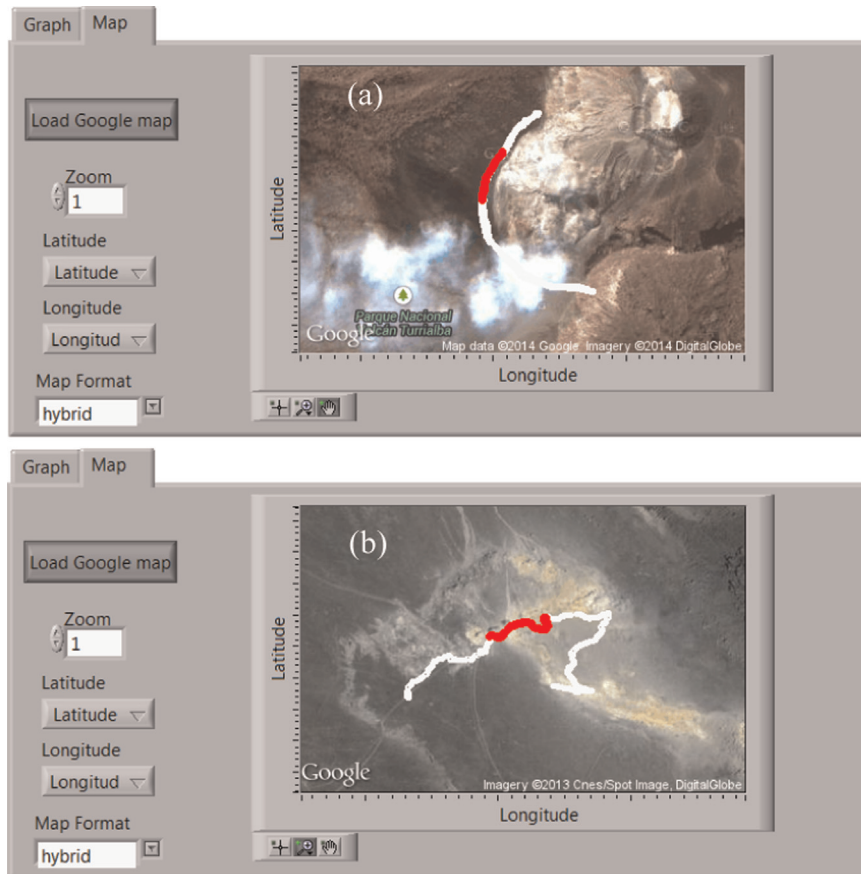 Graph Map
Load Google map
Zoom
1
Latitude
Latitude
Longitude
Longitud
Map Format
hybrid
(a)
Latitude
Parque Nacional
Volcán Turrialba
Google
Map data ©2014 Google Imagery ©2014 DigitalGlobe
Longitude
Graph Map
Load Google map
Zoom
1
Latitude
Latitude
Longitude
Longitud
Map Format
hybrid
(b)
Latitude
Google
Imagery ©2013 Cnes/Spot Image, DigitalGlobe
Longitude